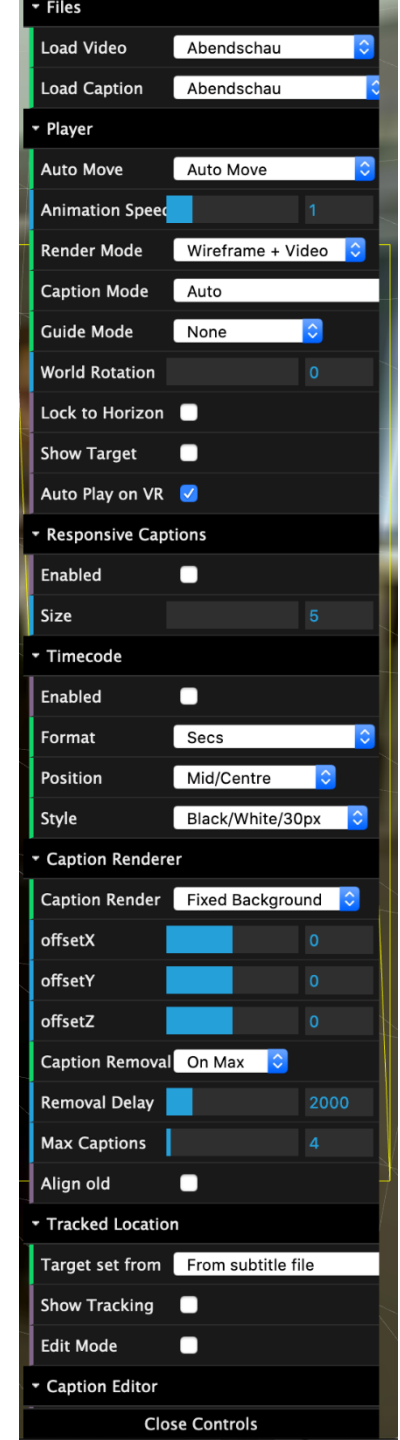 Files
Load Video Abendschau
Load Caption Abendschau
Player
Auto Move Auto Move
Animation Speed 1
Render Mode Wireframe + Video
Caption Mode Auto
Guide Mode None
World Rotation 0
Lock to Horizon
Show Target
Auto Play on VR
Responsive Captions
Enabled
Size 5
Timecode
Enabled
Format Secs
Position Mid/Centre
Style Black/White/30px
Caption Renderer
Caption Render Fixed Background
offsetX 0
offsetY 0
offsetZ 0
Caption Removal On Max
Removal Delay 2000
Max Captions 4
Align old
Tracked Location
Target set from From subtitle file
Show Tracking
Edit Mode
Caption Editor
Close Controls